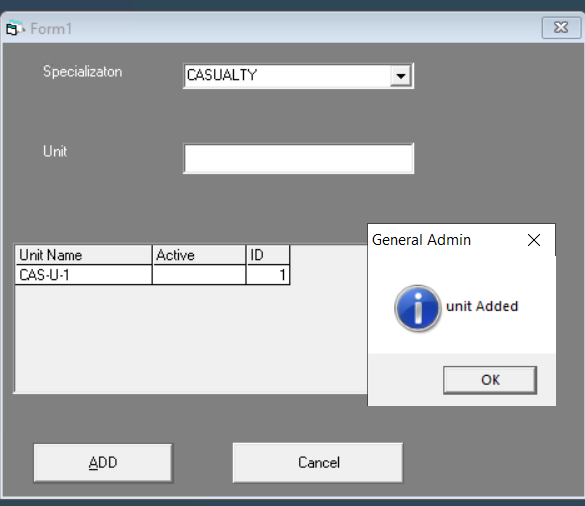 Form1
Specializaton
CASUALTY
Unit
Unit Name Active ID
CAS-U-1 1
General Admin
unit Added
OK
ADD Cancel